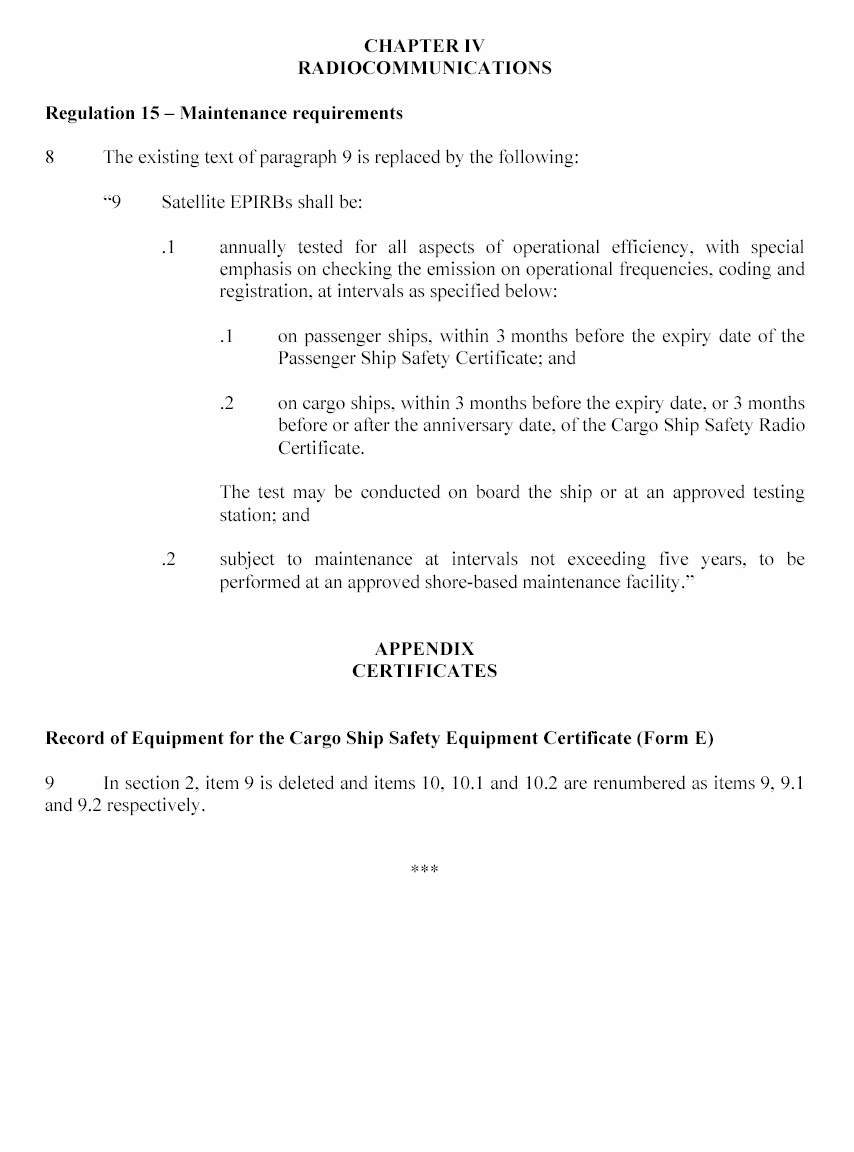 CHAPTER IV
RADIOCOMMUNICATIONS
Regulation 15 – Maintenance requirements
8 The existing text of paragraph 9 is replaced by the following:
“9 Satellite EPIRBs shall be:
.1 annually tested for all aspects of operational efficiency, with special
emphasis on checking the emission on operational frequencies, coding and
registration, at intervals as specified below:
.1 on passenger ships, within 3 months before the expiry date of the
Passenger Ship Safety Certificate; and
.2 on cargo ships, within 3 months before the expiry date, or 3 months
before or after the anniversary date, of the Cargo Ship Safety Radio
Certificate.
The test may be conducted on board the ship or at an approved testing
station; and
.2 subject to maintenance at intervals not exceeding five years, to be
performed at an approved shore-based maintenance facility.”
APPENDIX
CERTIFICATES
Record of Equipment for the Cargo Ship Safety Equipment Certificate (Form E)
9 In section 2, item 9 is deleted and items 10, 10.1 and 10.2 are renumbered as items 9, 9.1
and 9.2 respectively.
***